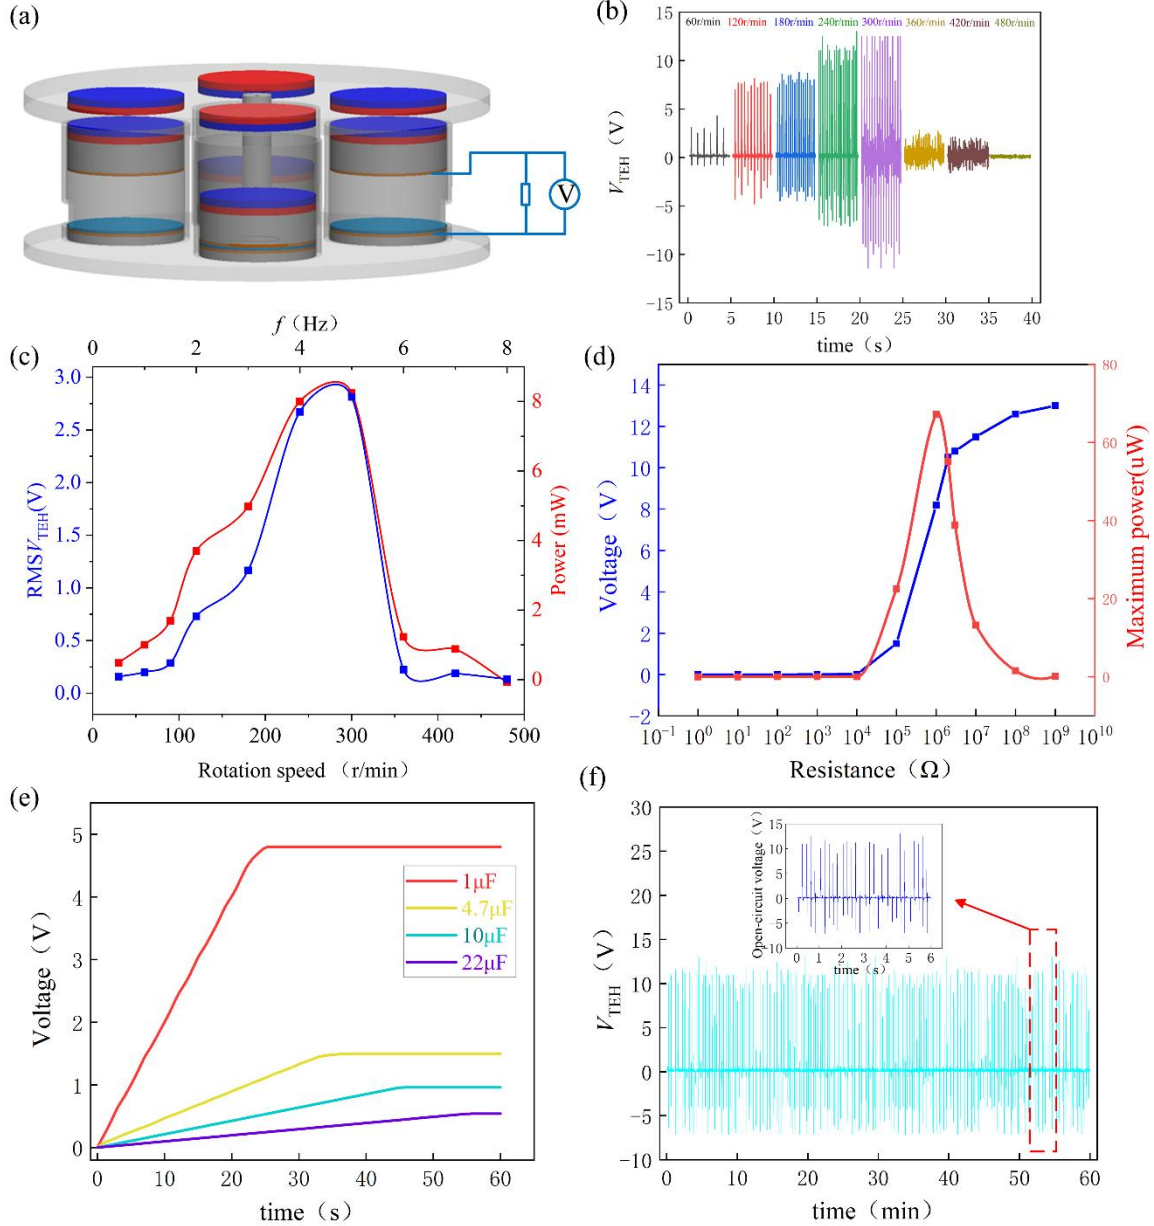 (a)
V
(b)
60r/min 120r/min 180r/min 240r/min 300r/min 360r/min 420r/min 480r/min
15
10
5
0
−5
−10
−15
V_TEH（V）
0 5 10 15 20 25 30 35 40
time（s）
(c)
f（Hz）
0 2 4 6 8
3.0
2.5
2.0
1.5
1.0
0.5
0.0
RMSV_TEH(V)
8
6
4
2
0
Power (mW)
0 100 200 300 400 500
Rotation speed （r/min）
(d)
14
12
10
8
6
4
2
0
−2
Voltage（V）
80
60
40
20
0
Maximum power(uW)
10⁻¹ 10⁰ 10¹ 10² 10³ 10⁴ 10⁵ 10⁶ 10⁷ 10⁸ 10⁹ 10¹⁰
Resistance（Ω）
(e)
5
4
3
2
1
0
Voltage（V）
1μF
4.7μF
10μF
22μF
0 10 20 30 40 50 60
time（s）
(f)
30
25
20
15
10
5
0
−5
−10
V_TEH（V）
15
10
5
0
−5
−10
Open-circuit voltage（V）
0 1 2 3 4 5 6
time（s）
0 10 20 30 40 50 60
time（min）